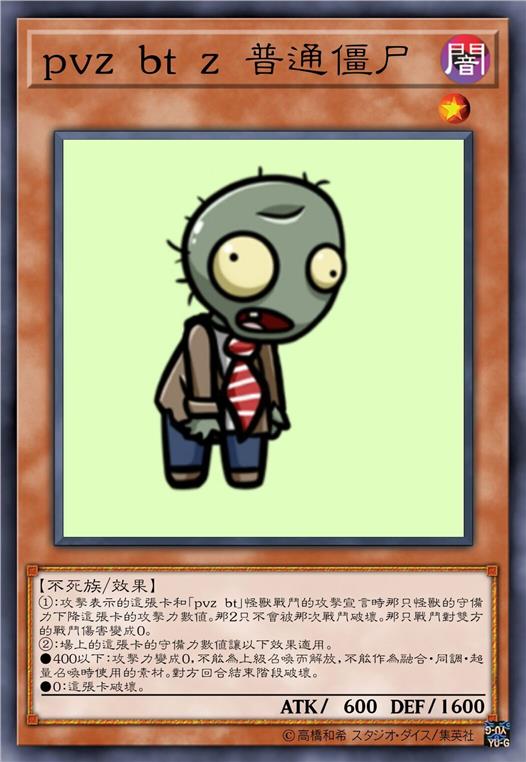 pvz bt z 普通僵尸
闇
【不死族/效果】
①:攻擊表示的這張卡和「pvz bt」怪獸戰鬥的攻擊宣言時那只怪獸的守備
力下降這張卡的攻擊力數值。那2只不會被那次戰鬥破壞。那只戰鬥對雙方
的戰鬥傷害變成0。
②:場上的這張卡的守備力數值讓以下效果適用。
●400以下:攻擊力變成0,不能為上級召喚而解放,不能作為融合·同調·超
量召喚時使用的素材。對方回合結束階段破壞。
●0:這張卡破壞。
ATK/ 600 DEF/1600
©高橋和希 スタジオ·ダイス/集英社
YU-G
YU-G